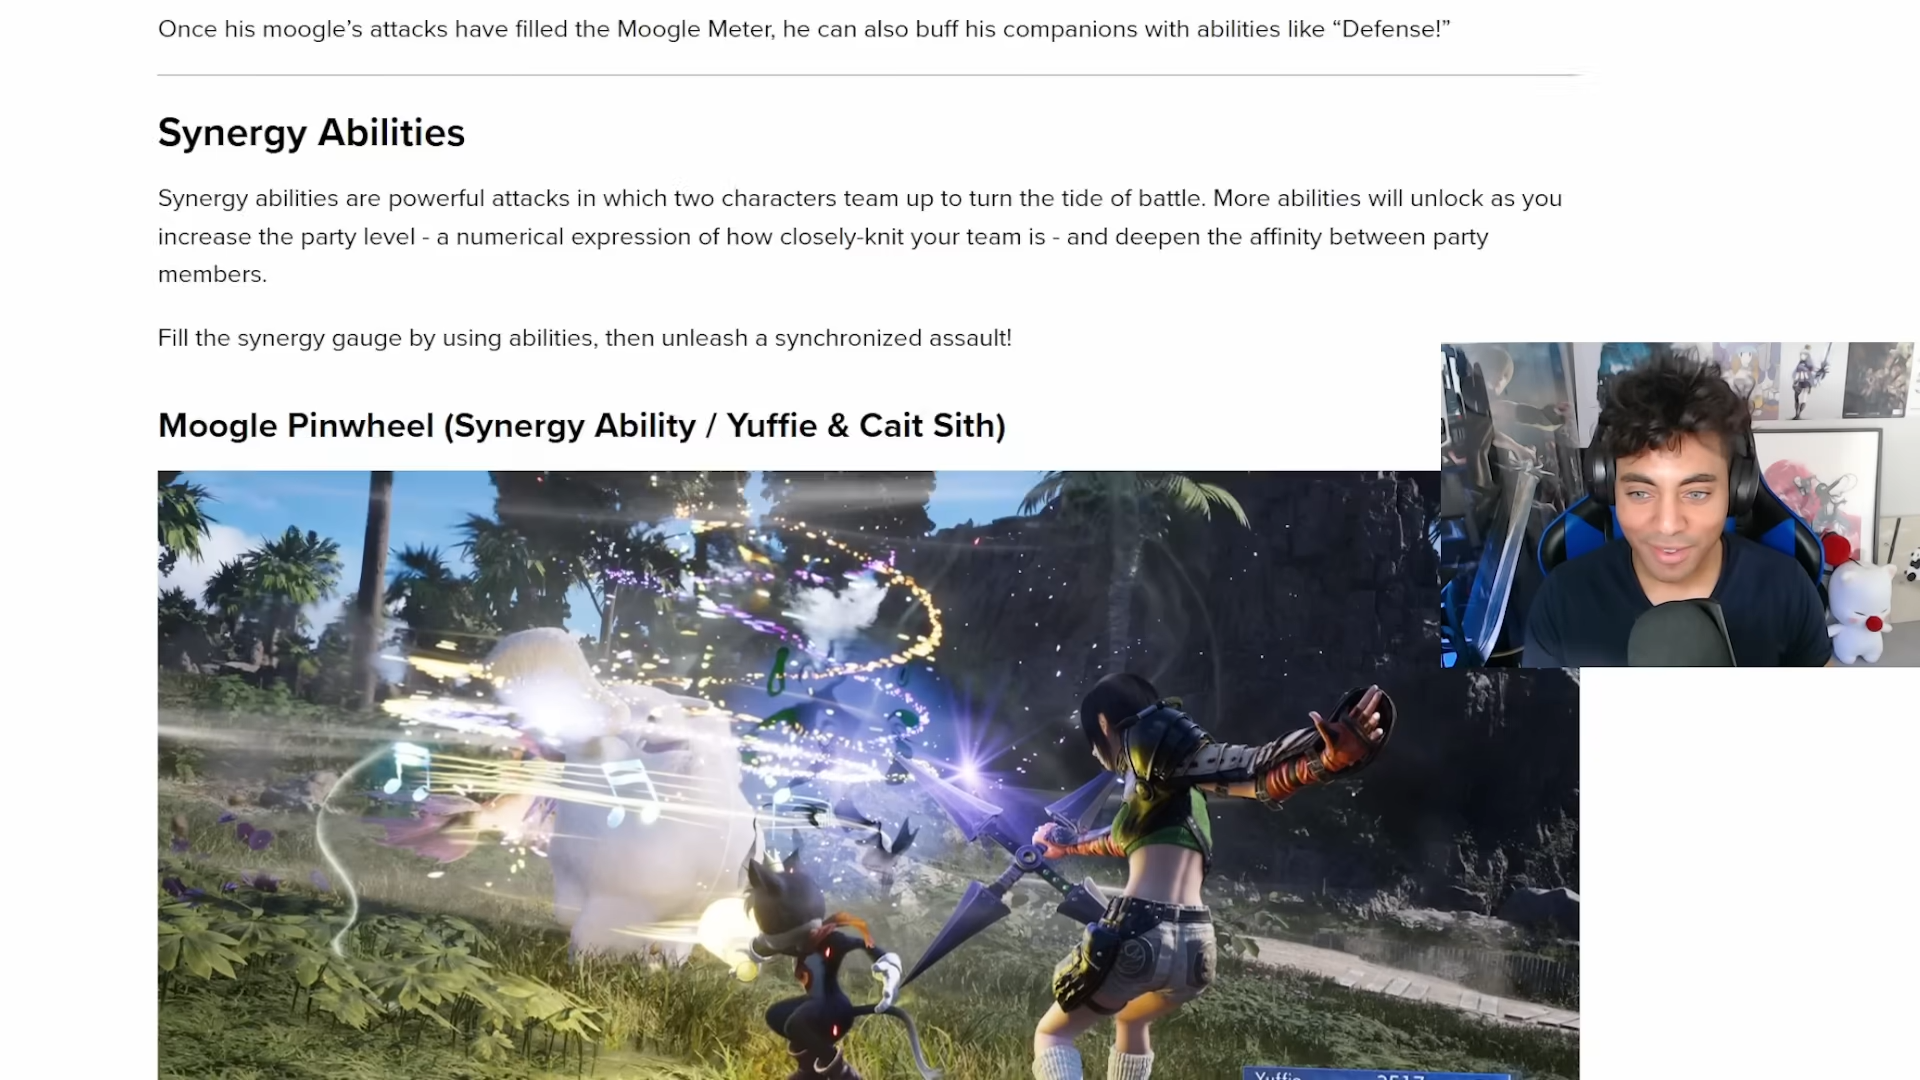 Once his moogle’s attacks have filled the Moogle Meter, he can also buff his companions with abilities like “Defense!”
Synergy Abilities
Synergy abilities are powerful attacks in which two characters team up to turn the tide of battle. More abilities will unlock as you
increase the party level - a numerical expression of how closely-knit your team is - and deepen the affinity between party
members.
Fill the synergy gauge by using abilities, then unleash a synchronized assault!
Moogle Pinwheel (Synergy Ability / Yuffie & Cait Sith)
Yuffie 3517